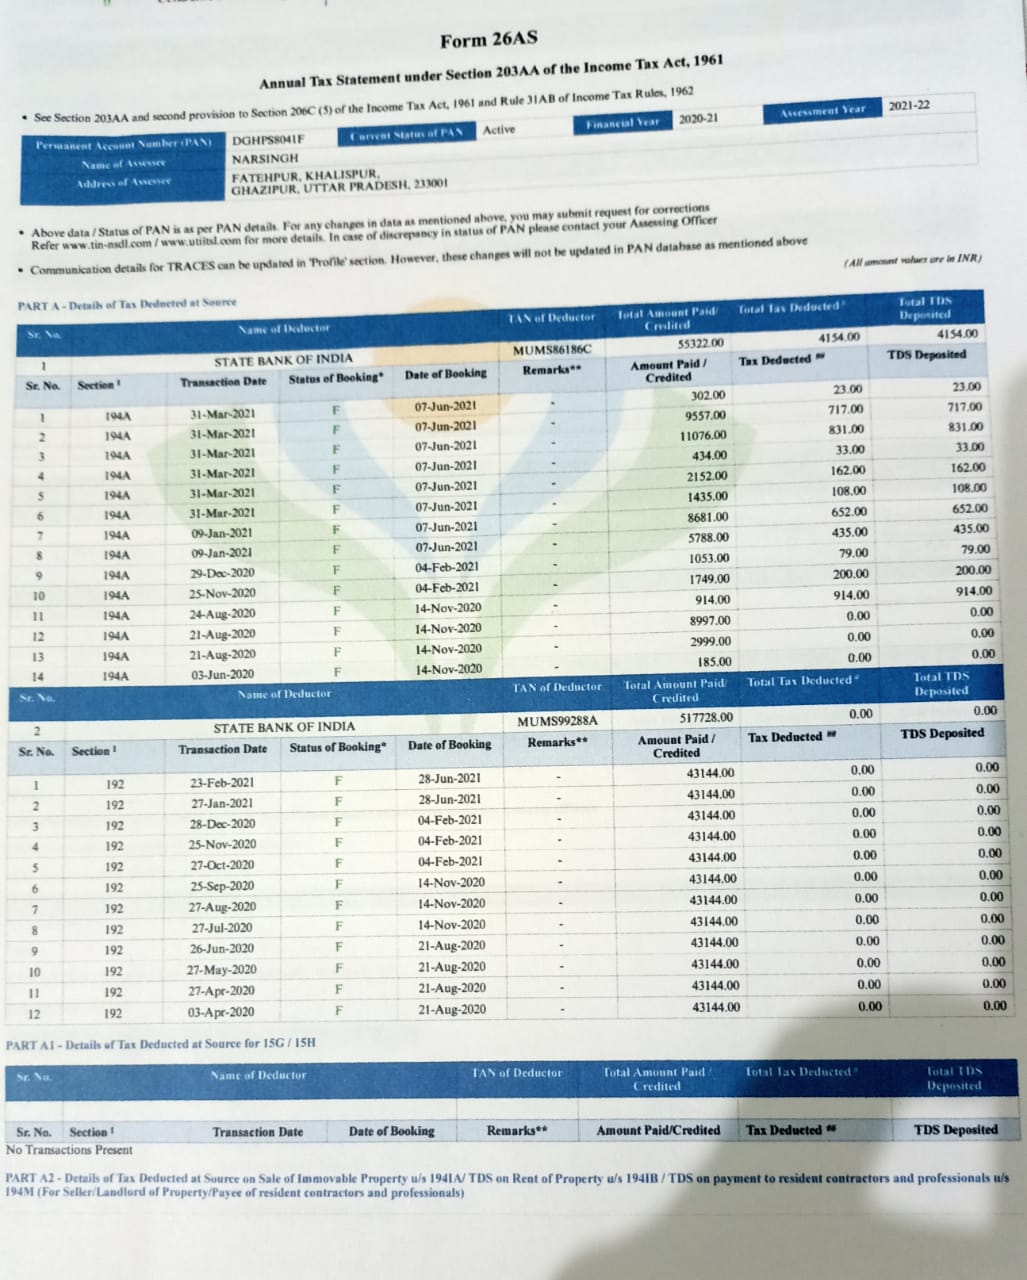 Form 26AS
Annual Tax Statement under Section 203AA of the Income Tax Act, 1961
• See Section 203AA and second provision to Section 206C (5) of the Income Tax Act, 1961 and Rule 31AB of Income Tax Rules, 1962
Permanent Account Number (PAN) DGHPS8041F Current Status of PAN Active Financial Year 2020-21 Assessment Year 2021-22
Name of Assessee NARSINGH
Address of Assessee FATEHPUR, KHALISPUR,
GHAZIPUR, UTTAR PRADESH, 233001
• Above data / Status of PAN is as per PAN details. For any changes in data as mentioned above, you may submit request for corrections
Refer www.tin-nsdl.com / www.utiitsl.com for more details. In case of discrepancy in status of PAN please contact your Assessing Officer
• Communication details for TRACES can be updated in 'Profile' section. However, these changes will not be updated in PAN database as mentioned above
(All amount values are in INR)
PART A - Details of Tax Deducted at Source
Sr. No. Name of Deductor TAN of Deductor Total Amount Paid/ Credited Total Tax Deducted# Total TDS Deposited
1 STATE BANK OF INDIA MUMS86186C 55322.00 4154.00 4154.00
Sr. No. Section 1 Transaction Date Status of Booking* Date of Booking Remarks** Amount Paid / Credited Tax Deducted ## TDS Deposited
1 194A 31-Mar-2021 F 07-Jun-2021 - 302.00 23.00 23.00
2 194A 31-Mar-2021 F 07-Jun-2021 - 9557.00 717.00 717.00
3 194A 31-Mar-2021 F 07-Jun-2021 - 11076.00 831.00 831.00
4 194A 31-Mar-2021 F 07-Jun-2021 - 434.00 33.00 33.00
5 194A 31-Mar-2021 F 07-Jun-2021 - 2152.00 162.00 162.00
6 194A 31-Mar-2021 F 07-Jun-2021 - 1435.00 108.00 108.00
7 194A 09-Jan-2021 F 07-Jun-2021 - 8681.00 652.00 652.00
8 194A 09-Jan-2021 F 07-Jun-2021 - 5788.00 435.00 435.00
9 194A 29-Dec-2020 F 04-Feb-2021 - 1053.00 79.00 79.00
10 194A 25-Nov-2020 F 04-Feb-2021 - 1749.00 200.00 200.00
11 194A 24-Aug-2020 F 14-Nov-2020 - 914.00 914.00 914.00
12 194A 21-Aug-2020 F 14-Nov-2020 - 8997.00 0.00 0.00
13 194A 21-Aug-2020 F 14-Nov-2020 - 2999.00 0.00 0.00
14 194A 03-Jun-2020 F 14-Nov-2020 - 185.00 0.00 0.00
Sr. No. Name of Deductor TAN of Deductor Total Amount Paid/ Credited Total Tax Deducted# Total TDS Deposited
2 STATE BANK OF INDIA MUMS99288A 517728.00 0.00 0.00
Sr. No. Section 1 Transaction Date Status of Booking* Date of Booking Remarks** Amount Paid / Credited Tax Deducted ## TDS Deposited
1 192 23-Feb-2021 F 28-Jun-2021 - 43144.00 0.00 0.00
2 192 27-Jan-2021 F 28-Jun-2021 - 43144.00 0.00 0.00
3 192 28-Dec-2020 F 04-Feb-2021 - 43144.00 0.00 0.00
4 192 25-Nov-2020 F 04-Feb-2021 - 43144.00 0.00 0.00
5 192 27-Oct-2020 F 04-Feb-2021 - 43144.00 0.00 0.00
6 192 25-Sep-2020 F 14-Nov-2020 - 43144.00 0.00 0.00
7 192 27-Aug-2020 F 14-Nov-2020 - 43144.00 0.00 0.00
8 192 27-Jul-2020 F 14-Nov-2020 - 43144.00 0.00 0.00
9 192 26-Jun-2020 F 21-Aug-2020 - 43144.00 0.00 0.00
10 192 27-May-2020 F 21-Aug-2020 - 43144.00 0.00 0.00
11 192 27-Apr-2020 F 21-Aug-2020 - 43144.00 0.00 0.00
12 192 03-Apr-2020 F 21-Aug-2020 - 43144.00 0.00 0.00
PART A1 - Details of Tax Deducted at Source for 15G / 15H
Sr. No. Name of Deductor TAN of Deductor Total Amount Paid / Credited Total Tax Deducted# Total TDS Deposited
Sr. No. Section 1 Transaction Date Date of Booking Remarks** Amount Paid/Credited Tax Deducted ## TDS Deposited
No Transactions Present
PART A2 - Details of Tax Deducted at Source on Sale of Immovable Property u/s 194IA/ TDS on Rent of Property u/s 194IB / TDS on payment to resident contractors and professionals u/s
194M (For Seller/Landlord of Property/Payee of resident contractors and professionals)